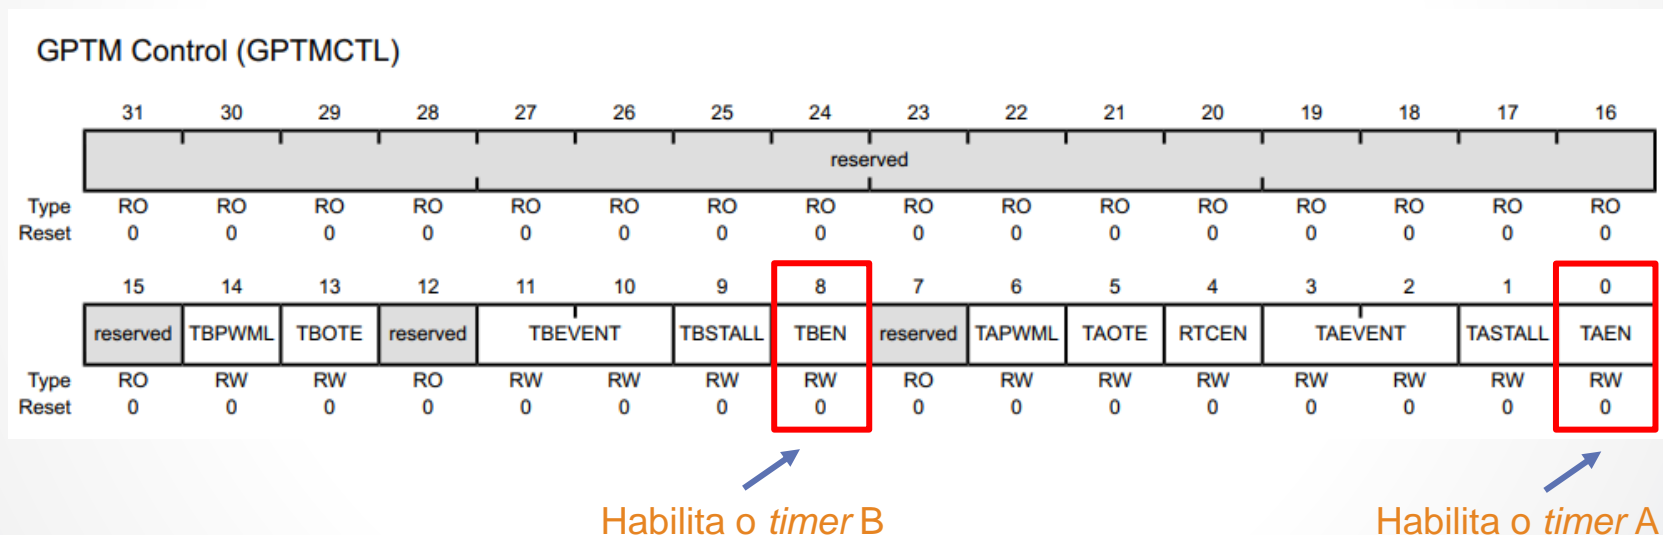 GPTM Control (GPTMCTL)
31 30 29 28 27 26 25 24 23 22 21 20 19 18 17 16
reserved
Type RO RO RO RO RO RO RO RO RO RO RO RO RO RO RO RO
Reset 0 0 0 0 0 0 0 0 0 0 0 0 0 0 0 0
15 14 13 12 11 10 9 8 7 6 5 4 3 2 1 0
reserved TBPWML TBOTE reserved TBEVENT TBSTALL TBEN reserved TAPWML TAOTE RTCEN TAEVENT TASTALL TAEN
Type RO RW RW RO RW RW RW RW RO RW RW RW RW RW RW RW
Reset 0 0 0 0 0 0 0 0 0 0 0 0 0 0 0 0
Habilita o timer B Habilita o timer A